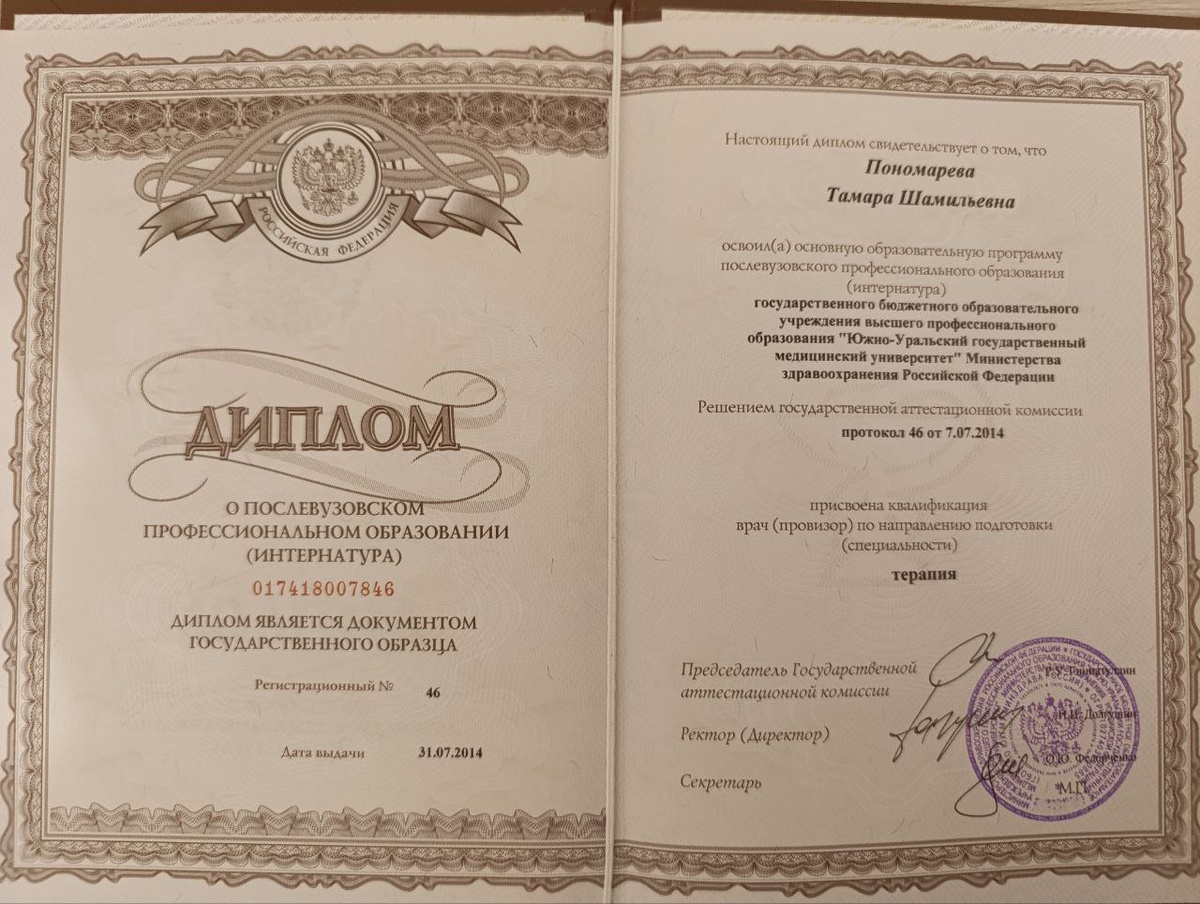 РОССИЙСКАЯ ФЕДЕРАЦИЯ
ДИПЛОМ
О ПОСЛЕВУЗОВСКОМ
ПРОФЕССИОНАЛЬНОМ ОБРАЗОВАНИИ
(ИНТЕРНАТУРА)
017418007846
ДИПЛОМ ЯВЛЯЕТСЯ ДОКУМЕНТОМ
ГОСУДАРСТВЕННОГО ОБРАЗЦА
Регистрационный № 46
Дата выдачи 31.07.2014
Настоящий диплом свидетельствует о том, что
Пономарева
Тамара Шамильевна
освоил(а) основную образовательную программу
послевузовского профессионального образования
(интернатура)
государственного бюджетного образовательного
учреждения высшего профессионального
образования "Южно-Уральский государственный
медицинский университет" Министерства
здравоохранения Российской Федерации
Решением государственной аттестационной комиссии
протокол 46 от 7.07.2014
присвоена квалификация
врач (провизор) по направлению подготовки
(специальности)
терапия
Председатель Государственной
аттестационной комиссии
Ректор (Директор) И.И. Долгушин
Секретарь О.Ю. Федорченко
М.П.